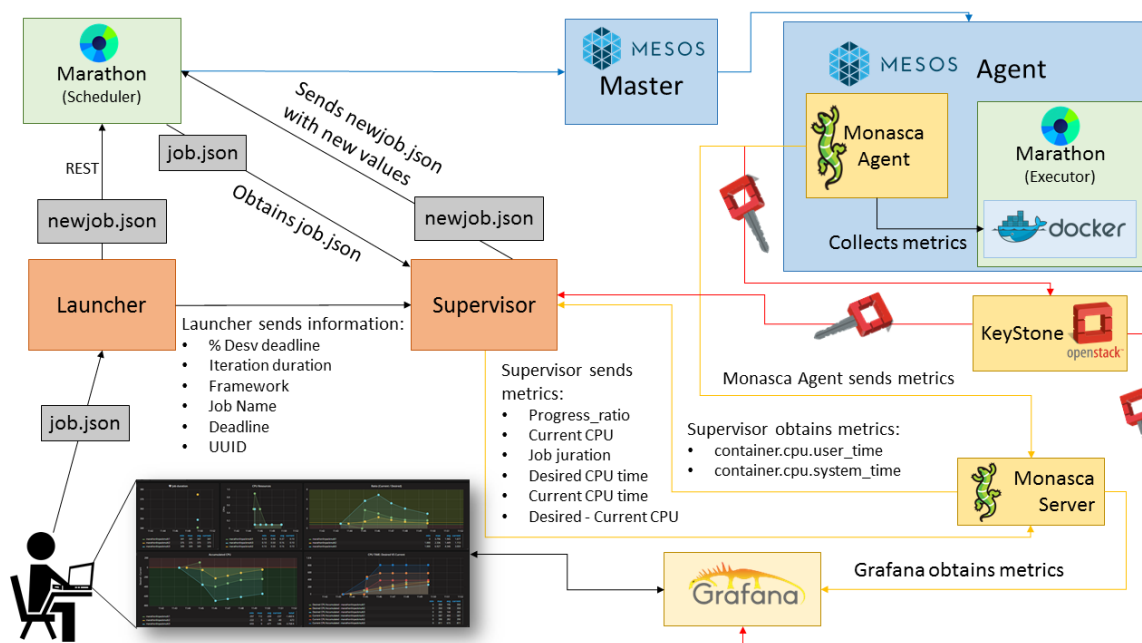 Marathon
(Scheduler)
MESOS
Master
MESOS
Agent
Monasca
Agent
Marathon
(Executor)
docker
Collects metrics
job.json
Sends newjob.json
with new values
Obtains job.json
REST
newjob.json
newjob.json
Launcher
Supervisor
KeyStone
openstack™
Launcher sends information:
• % Desv deadline
• Iteration duration
• Framework
• Job Name
• Deadline
• UUID
job.json
Supervisor sends
metrics:
• Progress_ratio
• Current CPU
• Job juration
• Desired CPU time
• Current CPU time
• Desired - Current CPU
Monasca Agent sends metrics
Supervisor obtains metrics:
• container.cpu.user_time
• container.cpu.system_time
Monasca
Server
Grafana
Grafana obtains metrics